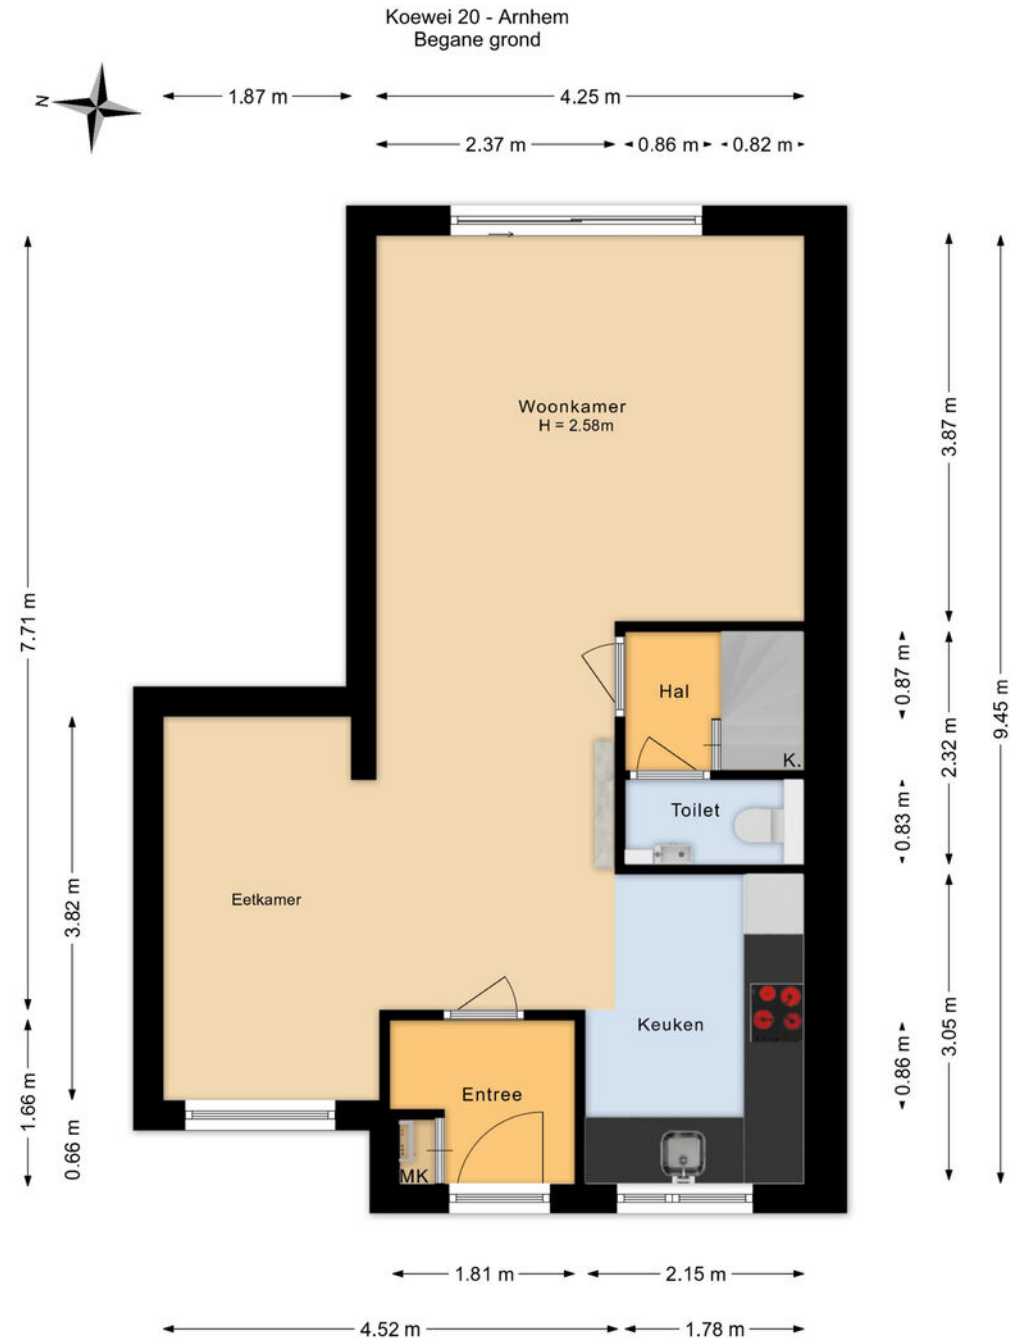 Koewei 20 - Arnhem
Begane grond
N
1.87 m
4.25 m
2.37 m
0.86 m
0.82 m
Woonkamer
H = 2.58m
3.87 m
7.71 m
9.45 m
Hal
0.87 m
2.32 m
K.
Toilet
0.83 m
Eetkamer
3.82 m
Keuken
3.05 m
0.86 m
Entree
1.66 m
0.66 m
MK
1.81 m
2.15 m
4.52 m
1.78 m